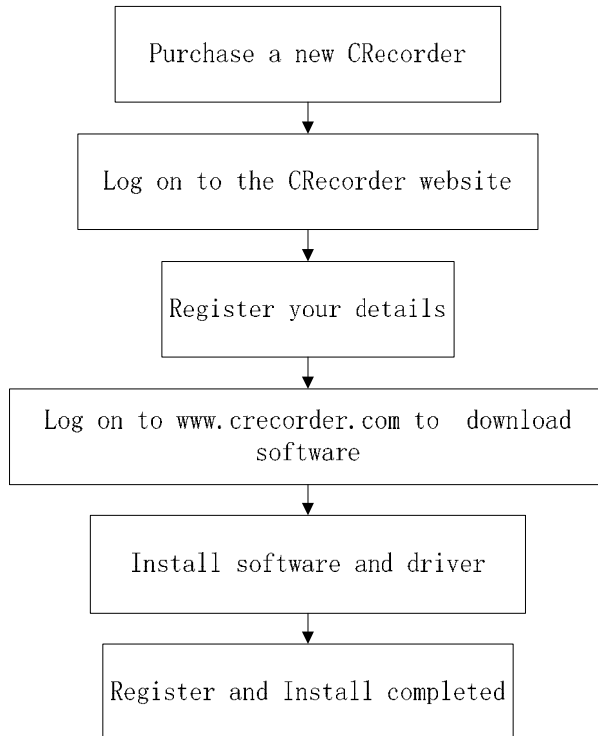 Purchase a new CRecorder
Log on to the CRecorder website
Register your details
Log on to www.crecorder.com to download
software
Install software and driver
Register and Install completed